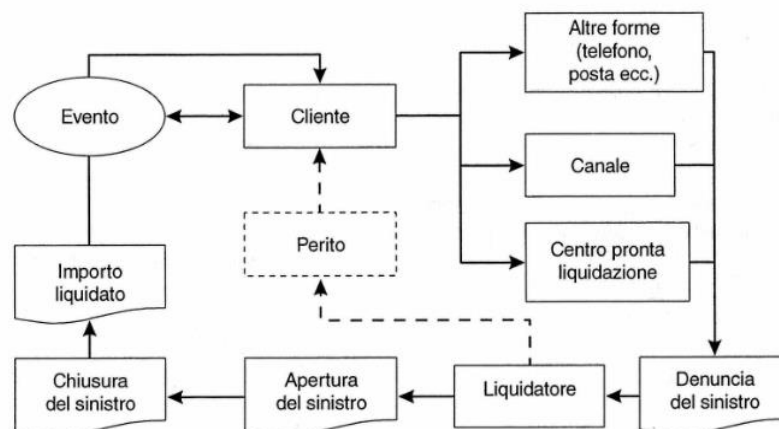 Altre forme
(telefono,
posta ecc.)
Evento
Cliente
Canale
Perito
Centro pronta
liquidazione
Importo
liquidato
Chiusura
del sinistro
Apertura
del sinistro
Liquidatore
Denuncia
del sinistro